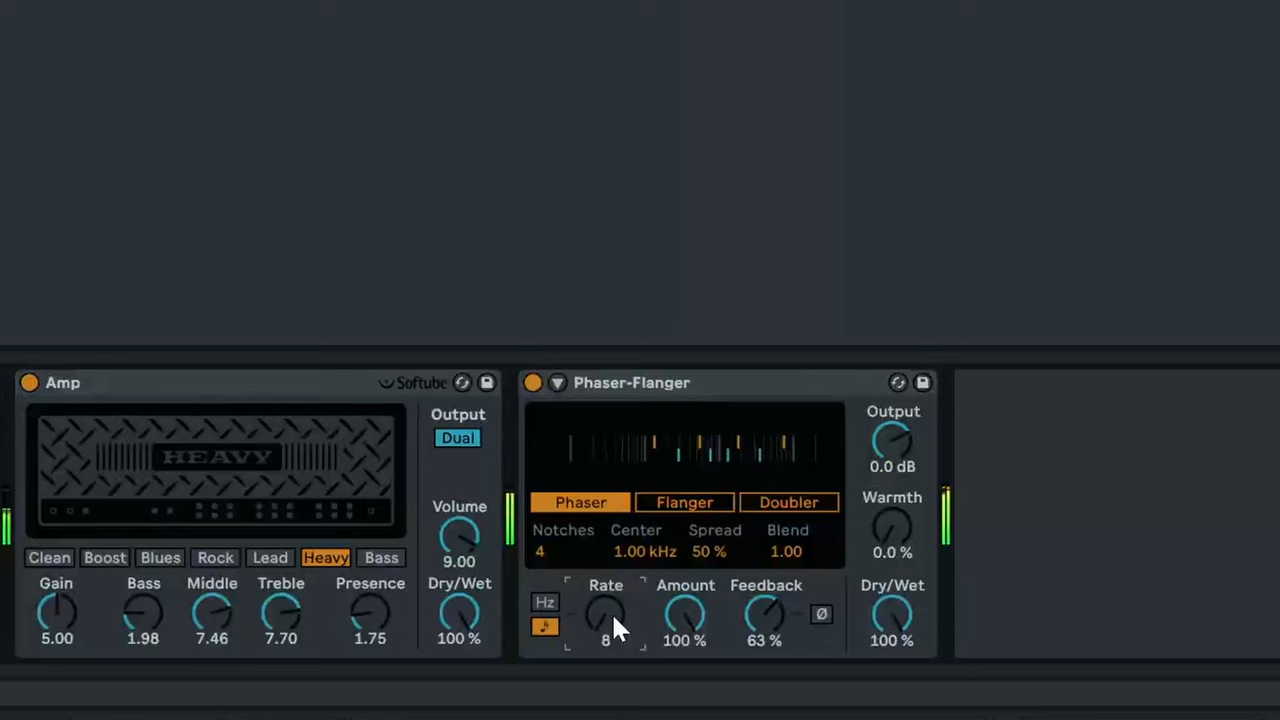 Amp
Softube
HEAVY
Output
Dual
Volume
9.00
Clean Boost Blues Rock Lead Heavy Bass
Gain Bass Middle Treble Presence Dry/Wet
5.00 1.98 7.46 7.70 1.75 100 %
Phaser-Flanger
Output
0.0 dB
Phaser Flanger Doubler
Warmth
0.0 %
Notches Center Spread Blend
4 1.00 kHz 50 % 1.00
Hz
Rate Amount Feedback Dry/Wet
Ø
8 100 % 63 % 100 %